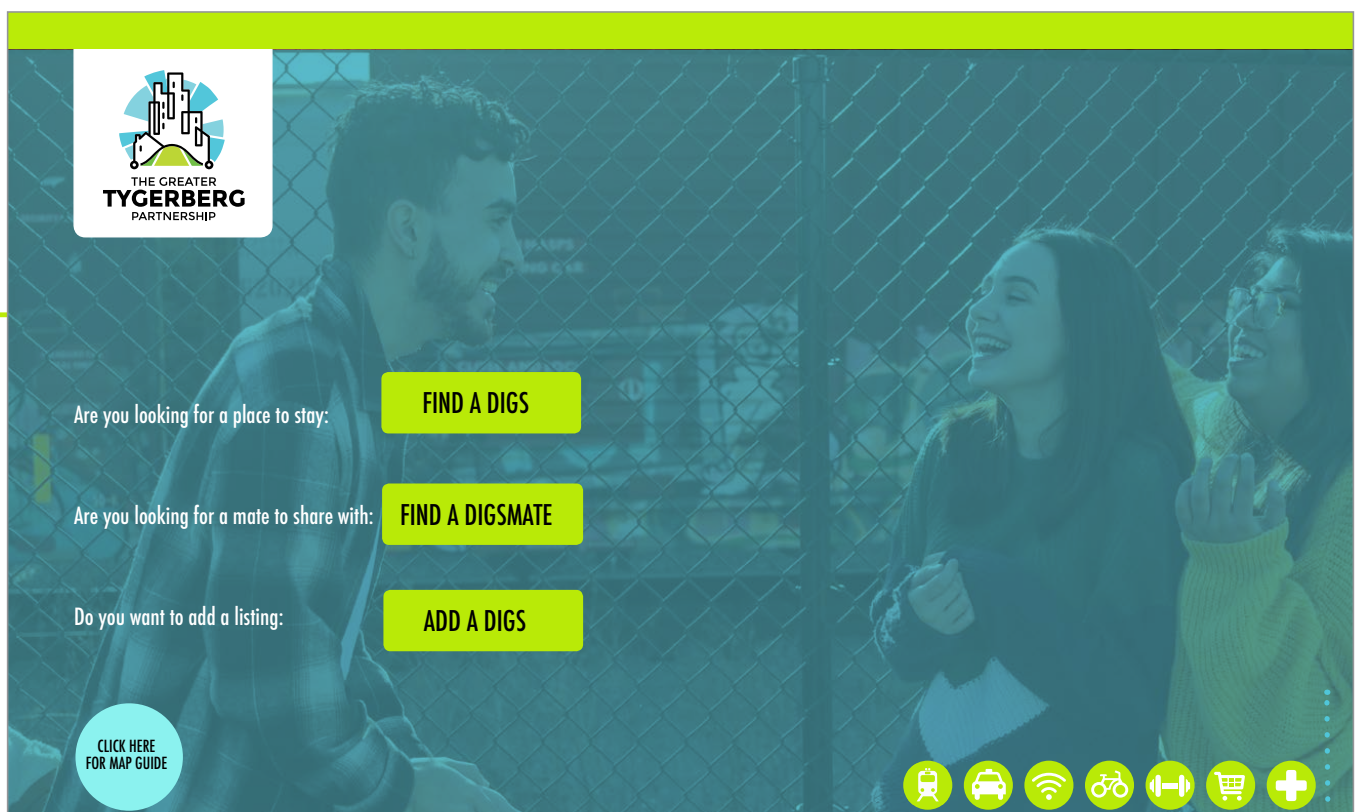 THE GREATER
TYGERBERG
PARTNERSHIP
Are you looking for a place to stay:
FIND A DIGS
Are you looking for a mate to share with:
FIND A DIGSMATE
Do you want to add a listing:
ADD A DIGS
CLICK HERE
FOR MAP GUIDE